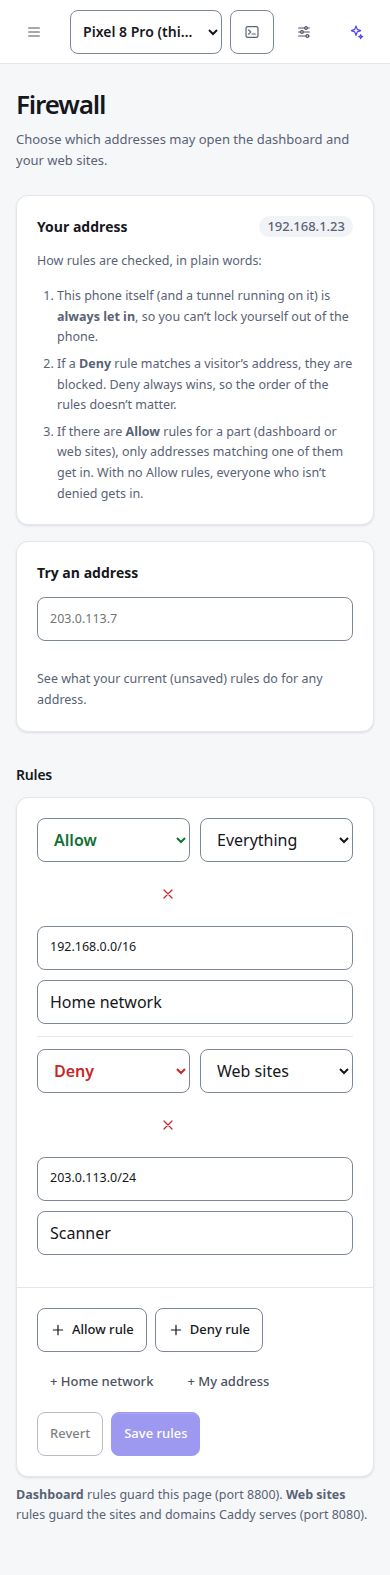 Pixel 8 Pro (thi...
Firewall
Choose which addresses may open the dashboard and
your web sites.
Your address
192.168.1.23
How rules are checked, in plain words:
1. This phone itself (and a tunnel running on it) is
always let in, so you can't lock yourself out of the
phone.
2. If a Deny rule matches a visitor's address, they are
blocked. Deny always wins, so the order of the
rules doesn't matter.
3. If there are Allow rules for a part (dashboard or
web sites), only addresses matching one of them
get in. With no Allow rules, everyone who isn't
denied gets in.
Try an address
203.0.113.7
See what your current (unsaved) rules do for any
address.
Rules
Allow
Everything
192.168.0.0/16
Home network
Deny
Web sites
203.0.113.0/24
Scanner
+ Allow rule
+ Deny rule
+ Home network
+ My address
Revert
Save rules
Dashboard rules guard this page (port 8800). Web sites
rules guard the sites and domains Caddy serves (port 8080).